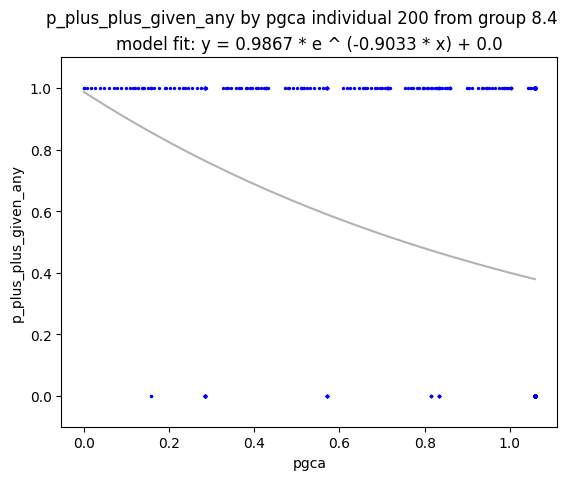 p_plus_plus_given_any by pgca individual 200 from group 8.4
model fit: y = 0.9867 * e ^ (-0.9033 * x) + 0.0
1.0
0.8
0.6
0.4
0.2
0.0
p_plus_plus_given_any
0.0 0.2 0.4 0.6 0.8 1.0
pgca